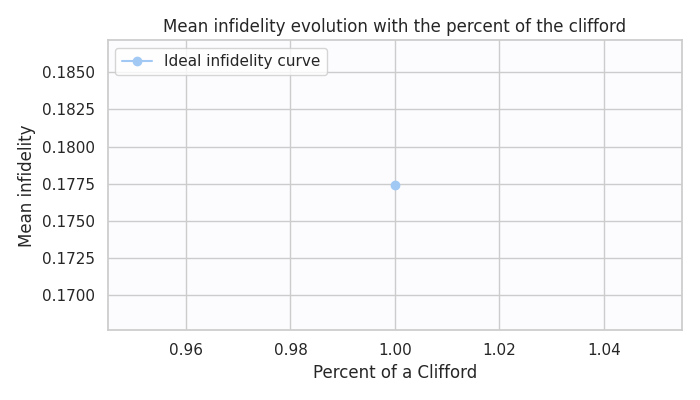 Mean infidelity evolution with the percent of the clifford
Ideal infidelity curve
Mean infidelity
0.1850
0.1825
0.1800
0.1775
0.1750
0.1725
0.1700
0.96 0.98 1.00 1.02 1.04
Percent of a Clifford